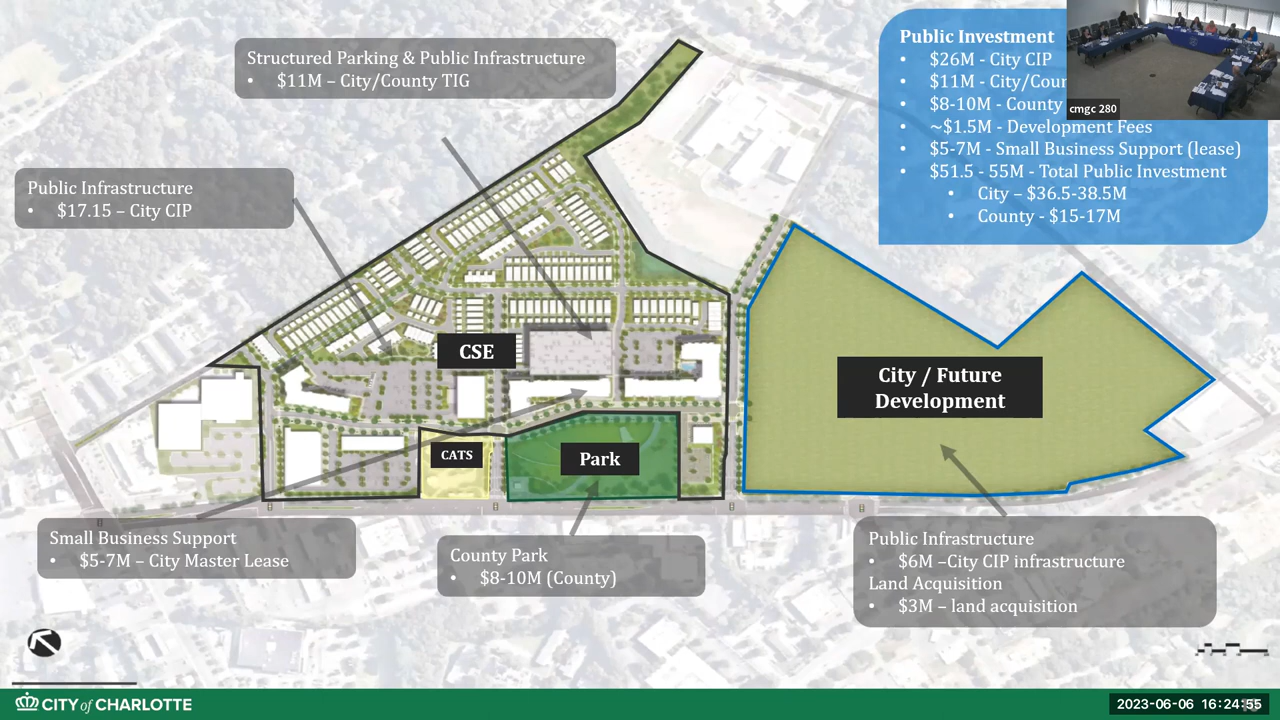 Structured Parking & Public Infrastructure
• $11M – City/County TIG
Public Investment
• $26M - City CIP
• $11M - City/
• $8-10M - County
• ~$1.5M - Development Fees
• $5-7M - Small Business Support (lease)
• $51.5 - 55M - Total Public Investment
• City – $36.5-38.5M
• County - $15-17M
cmgc 280
Public Infrastructure
• $17.15 – City CIP
CSE
City / Future
Development
CATS
Park
Small Business Support
• $5-7M – City Master Lease
County Park
• $8-10M (County)
Public Infrastructure
• $6M –City CIP infrastructure
Land Acquisition
• $3M – land acquisition
CITY of CHARLOTTE
2023-06-06 16:24:55